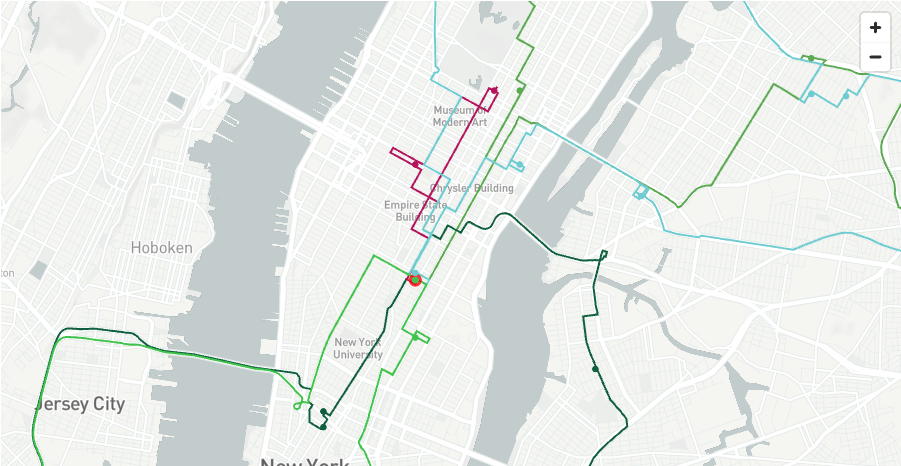 +
−
Museum of
Modern Art
Chrysler Building
Empire State
Building
Hoboken
ton
New York
University
Jersey City
New York